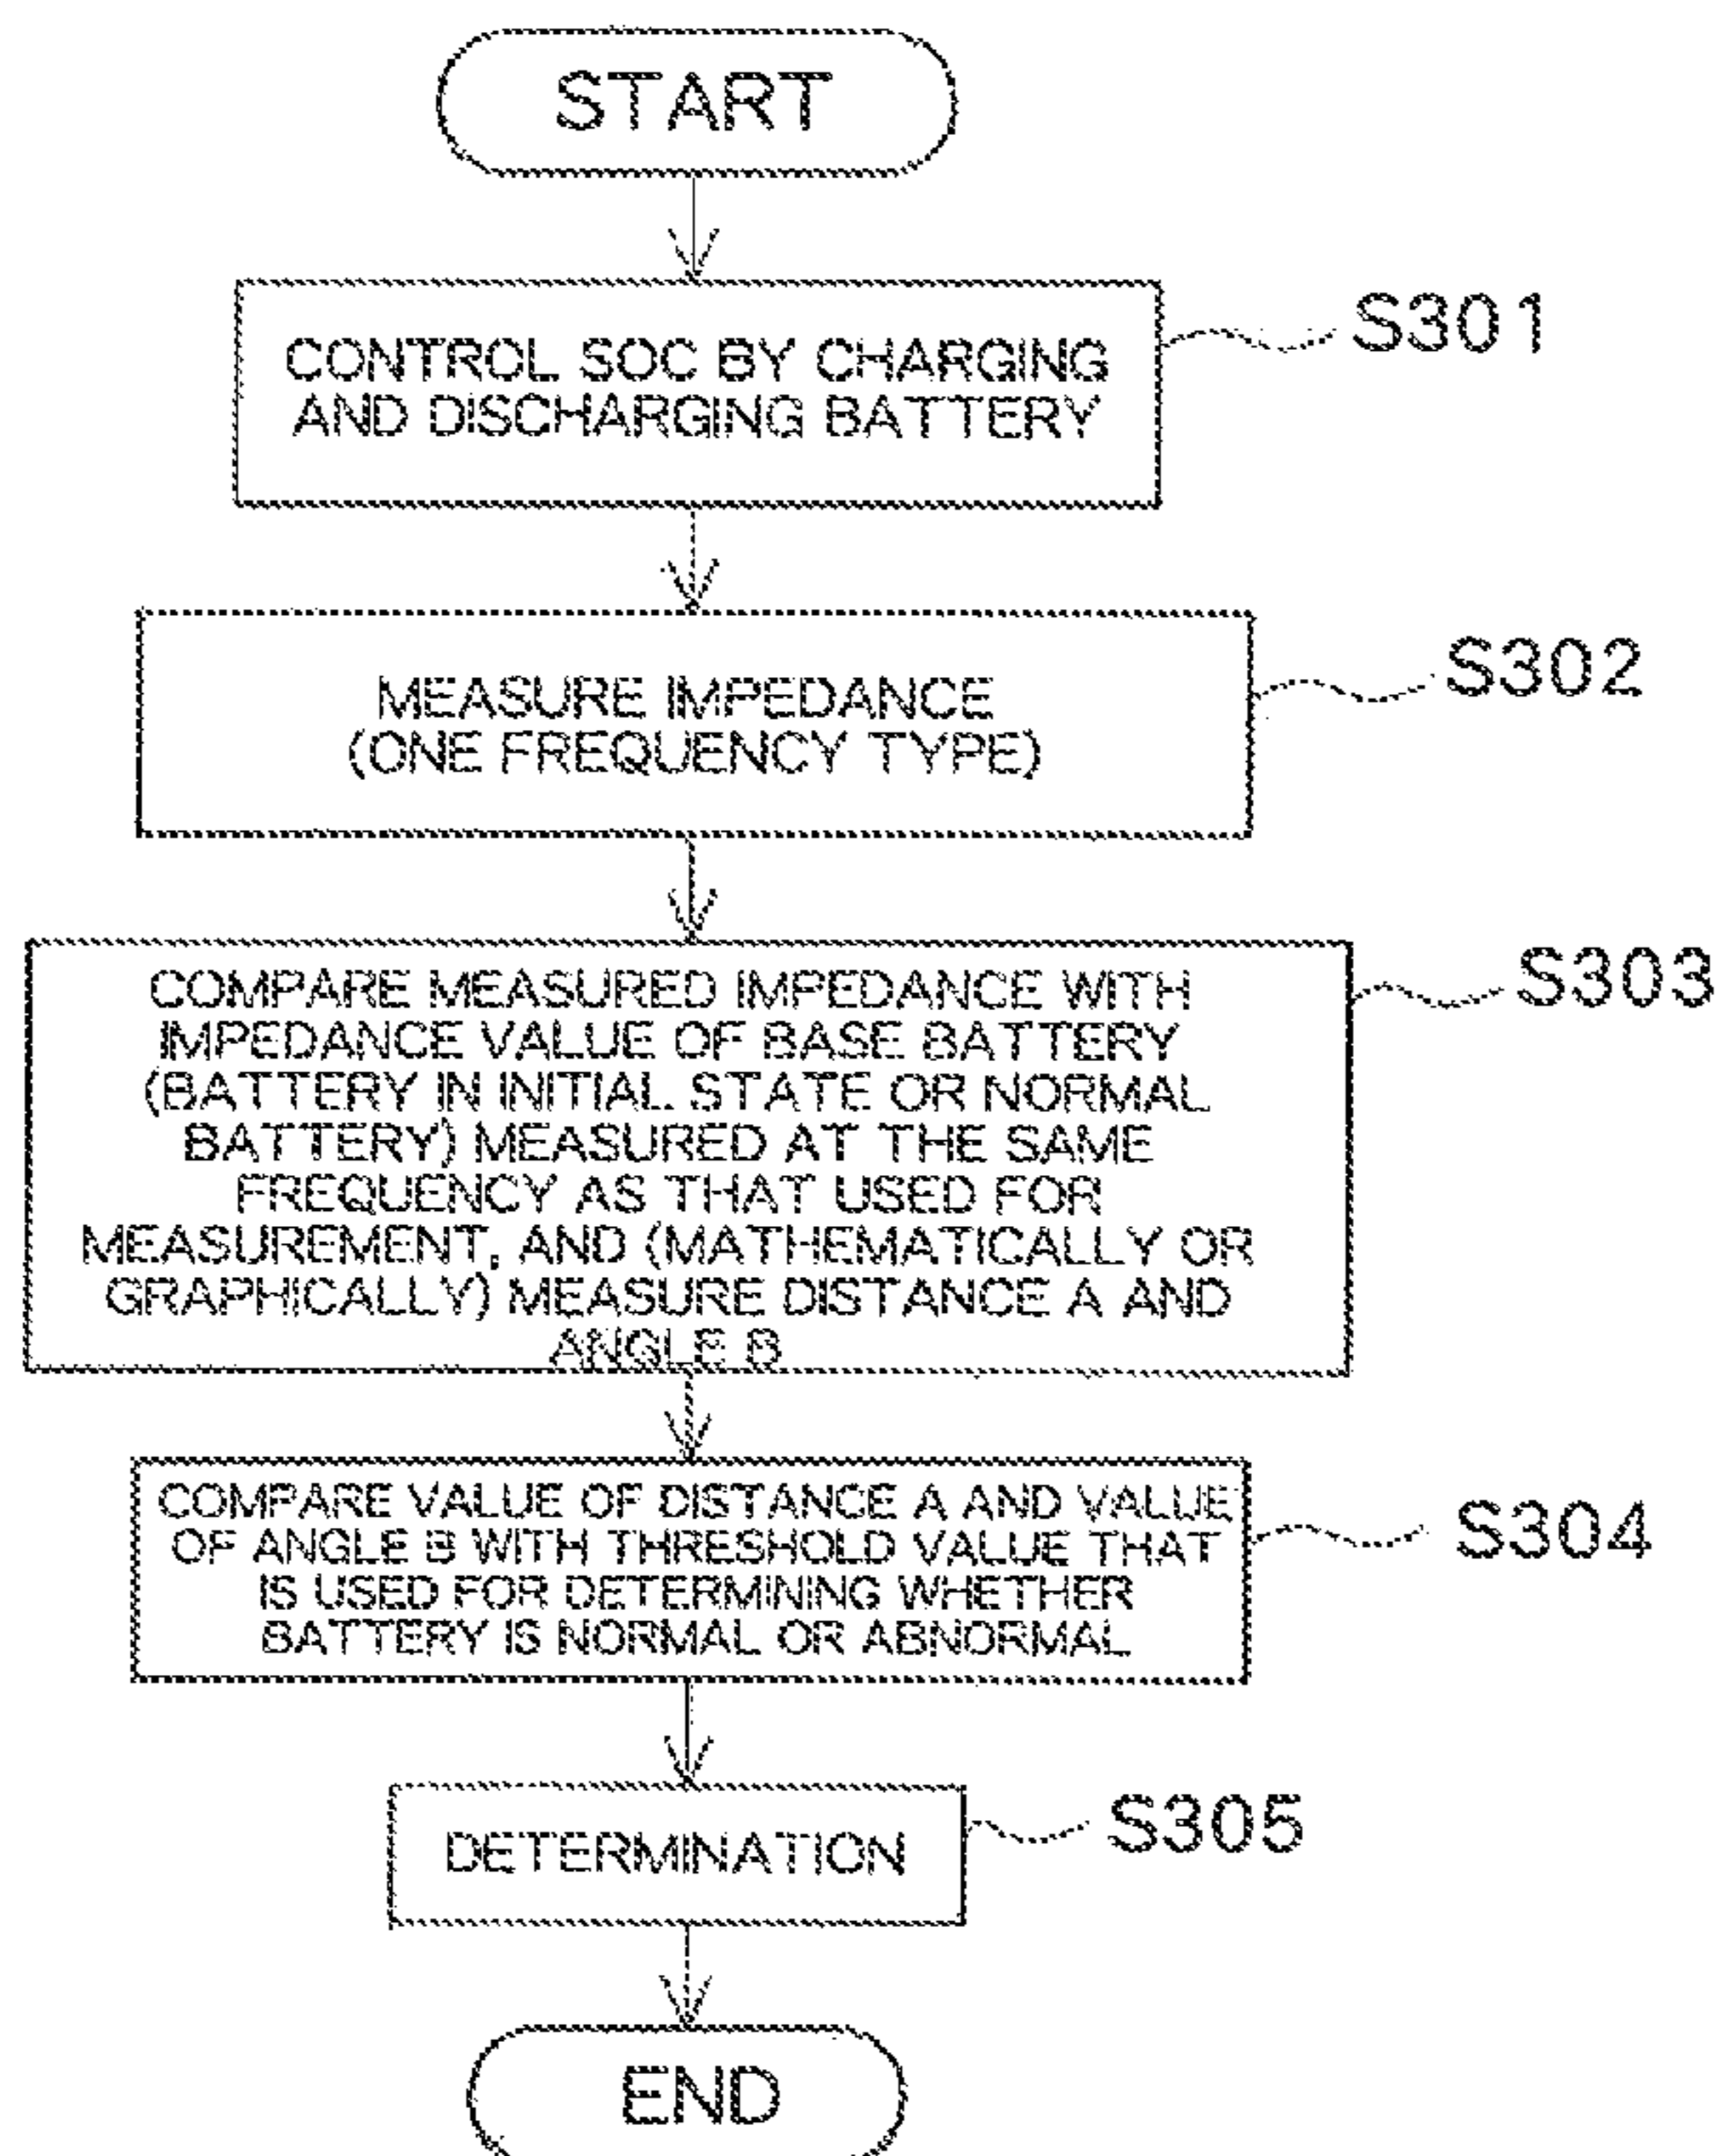 START
CONTROL SOC BY CHARGING
AND DISCHARGING BATTERY
S301
MEASURE IMPEDANCE
(ONE FREQUENCY TYPE)
S302
COMPARE MEASURED IMPEDANCE WITH
IMPEDANCE VALUE OF BASE BATTERY
(BATTERY IN INITIAL STATE OR NORMAL
BATTERY) MEASURED AT THE SAME
FREQUENCY AS THAT USED FOR
MEASUREMENT, AND (MATHEMATICALLY OR
GRAPHICALLY) MEASURE DISTANCE A AND
ANGLE B
S303
COMPARE VALUE OF DISTANCE A AND VALUE
OF ANGLE B WITH THRESHOLD VALUE THAT
IS USED FOR DETERMINING WHETHER
BATTERY IS NORMAL OR ABNORMAL
S304
DETERMINATION
S305
END